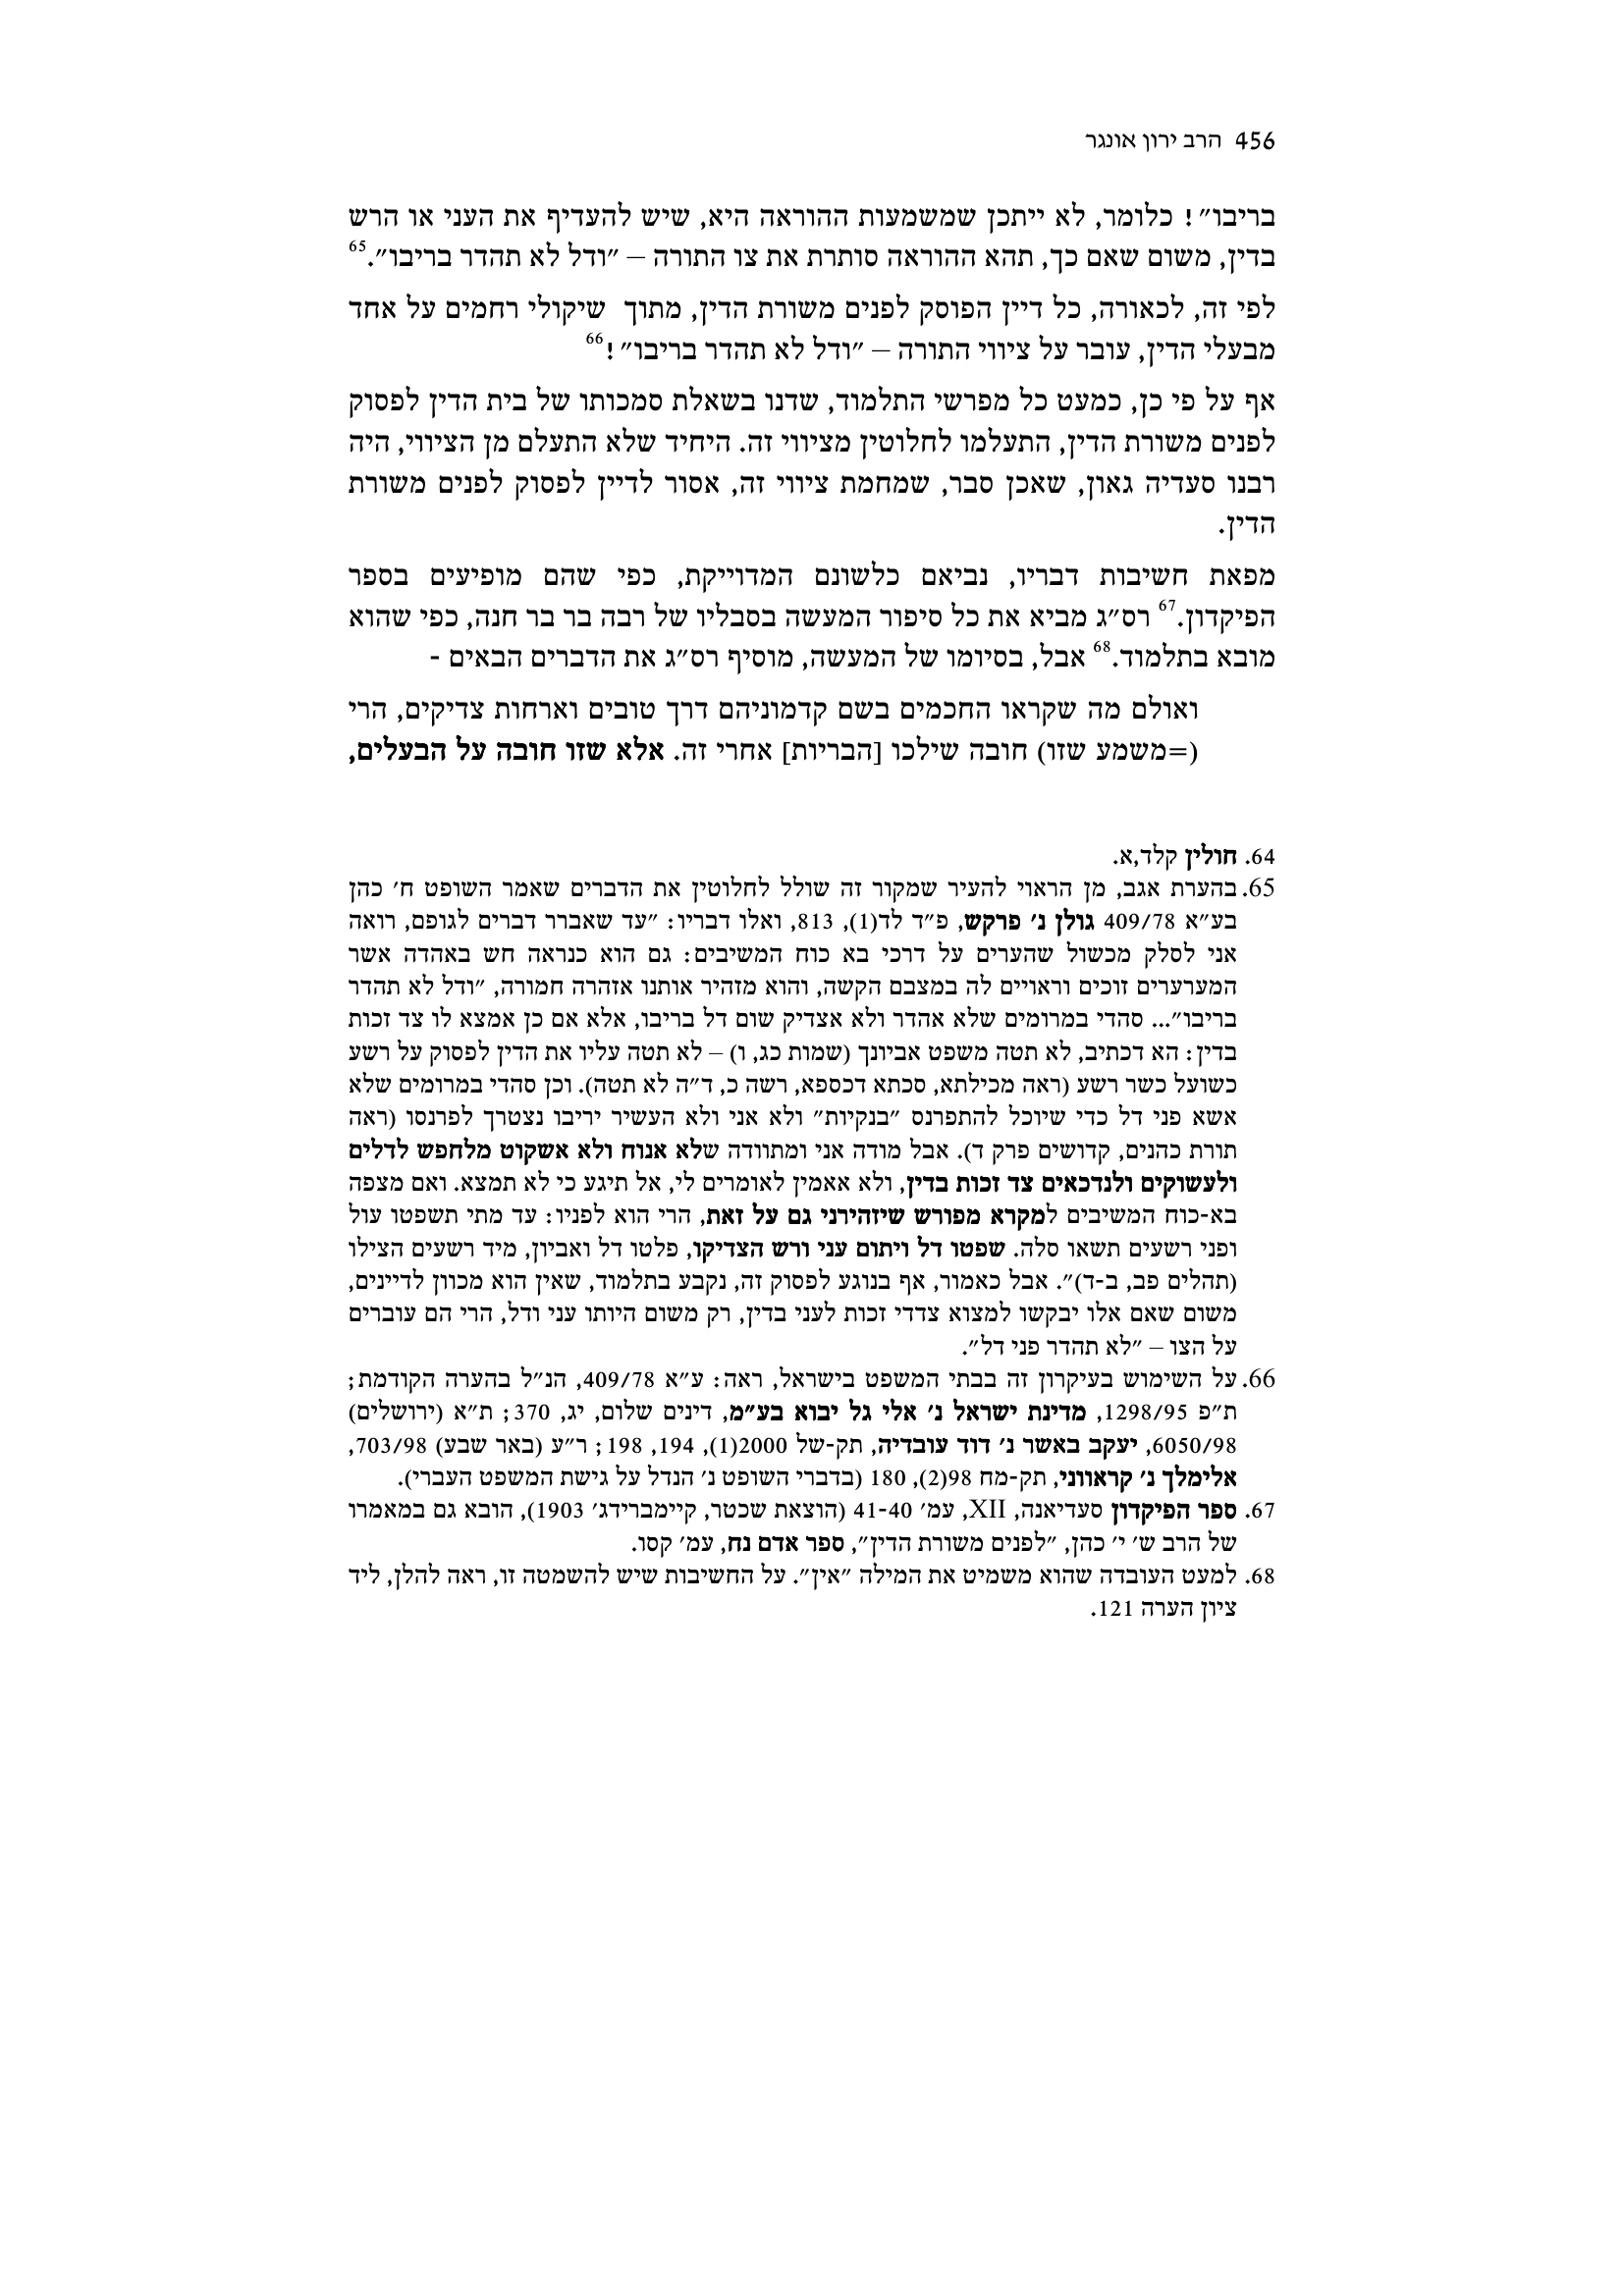 456 הרב ירון אונגר
בריבו"! כלומר, לא ייתכן שמשמעות ההוראה היא, שיש להעדיף את העני או הרש
בדין, משום שאם כך, תהא ההוראה סותרת את צו התורה – "ודל לא תהדר בריבו".65
לפי זה, לכאורה, כל דיין הפוסק לפנים משורת הדין, מתוך שיקולי רחמים על אחד
מבעלי הדין, עובר על ציווי התורה – "ודל לא תהדר בריבו"!66
אף על פי כן, כמעט כל מפרשי התלמוד, שדנו בשאלת סמכותו של בית הדין לפסוק
לפנים משורת הדין, התעלמו לחלוטין מציווי זה. היחיד שלא התעלם מן הציווי, היה
רבנו סעדיה גאון, שאכן סבר, שמחמת ציווי זה, אסור לדיין לפסוק לפנים משורת
הדין.
מפאת חשיבות דבריו, נביאם כלשונם המדוייקת, כפי שהם מופיעים בספר
הפיקדון.67 רס"ג מביא את כל סיפור המעשה בסבליו של רבה בר בר חנה, כפי שהוא
מובא בתלמוד.68 אבל, בסיומו של המעשה, מוסיף רס"ג את הדברים הבאים -
ואולם מה שקראו החכמים בשם קדמוניהם דרך טובים וארחות צדיקים, הרי
(=משמע שזו) חובה שילכו [הבריות] אחרי זה. אלא שזו חובה על הבעלים,
64. חולין קלד,א.
65. בהערת אגב, מן הראוי להעיר שמקור זה שולל לחלוטין את הדברים שאמר השופט ח' כהן
בע"א 409/78 גולן נ' פרקש, פ"ד לד(1), 813, ואלו דבריו: "עד שאברר דברים לגופם, רואה
אני לסלק מכשול שהערים על דרכי בא כוח המשיבים: גם הוא כנראה חש באהדה אשר
המערערים זוכים וראויים לה במצבם הקשה, והוא מזהיר אותנו אזהרה חמורה, "ודל לא תהדר
בריבו"... סהדי במרומים שלא אהדר ולא אצדיק שום דל בריבו, אלא אם כן אמצא לו צד זכות
בדין: הא דכתיב, לא תטה משפט אביונך (שמות כג, ו) – לא תטה עליו את הדין לפסוק על רשע
כשועל כשר רשע (ראה מכילתא, סכתא דכספא, רשה כ, ד"ה לא תטה). וכן סהדי במרומים שלא
אשא פני דל כדי שיוכל להתפרנס "בנקיות" ולא אני ולא העשיר יריבו נצטרך לפרנסו (ראה
תורת כהנים, קדושים פרק ד). אבל מודה אני ומתוודה שלא אנוח ולא אשקוט מלחפש לדלים
ולעשוקים ולנדכאים צד זכות בדין, ולא אאמין לאומרים לי, אל תיגע כי לא תמצא. ואם מצפה
בא-כוח המשיבים למקרא מפורש שיזהירני גם על זאת, הרי הוא לפניו: עד מתי תשפטו עול
ופני רשעים תשאו סלה. שפטו דל ויתום עני ורש הצדיקו, פלטו דל ואביון, מיד רשעים הצילו
(תהלים פב, ב-ד)". אבל כאמור, אף בנוגע לפסוק זה, נקבע בתלמוד, שאין הוא מכוון לדיינים,
משום שאם אלו יבקשו למצוא צדדי זכות לעני בדין, רק משום היותו עני ודל, הרי הם עוברים
על הצו – "לא תהדר פני דל".
66. על השימוש בעיקרון זה בבתי המשפט בישראל, ראה: ע"א 409/78, הנ"ל בהערה הקודמת;
ת"פ 1298/95, מדינת ישראל נ' אלי גל יבוא בע"מ, דינים שלום, יג, 370; ת"א (ירושלים)
6050/98, יעקב באשר נ' דוד עובדיה, תק-של 2000(1), 194, 198; ר"ע (באר שבע) 703/98,
אלימלך נ' קראווני, תק-מח 98(2), 180 (בדברי השופט נ' הנדל על גישת המשפט העברי).
67. ספר הפיקדון סעדיאנה, XII, עמ' 41-40 (הוצאת שכטר, קיימברידג' 1903), הובא גם במאמרו
של הרב ש' י' כהן, "לפנים משורת הדין", ספר אדם נח, עמ' קסו.
68. למעט העובדה שהוא משמיט את המילה "אין". על החשיבות שיש להשמטה זו, ראה להלן, ליד
ציון הערה 121.